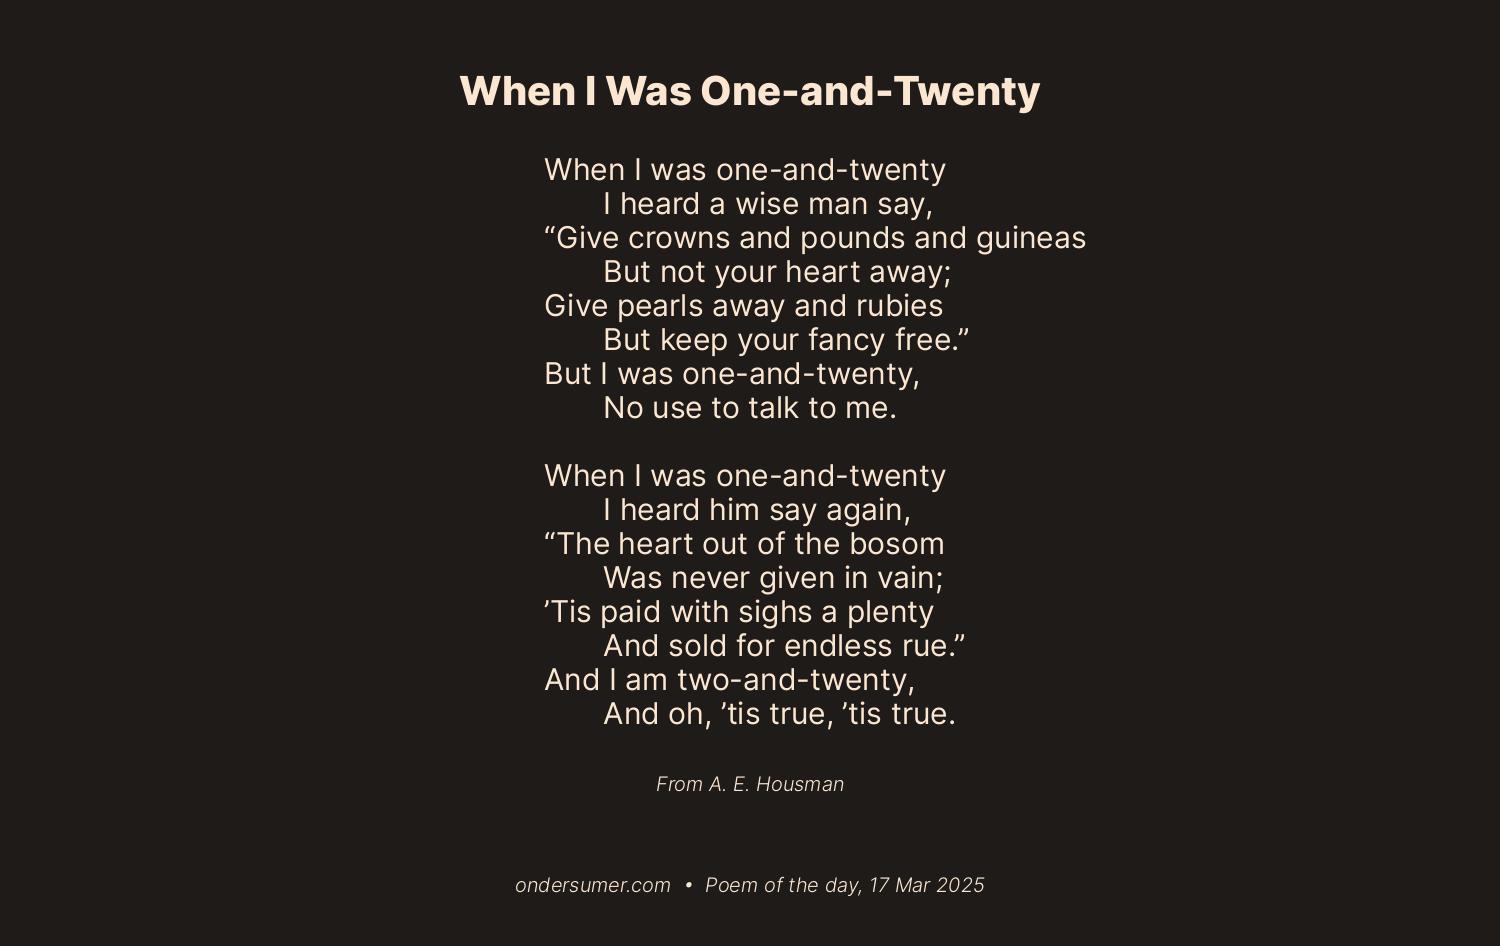 When I Was One-and-Twenty
When I was one-and-twenty
I heard a wise man say,
“Give crowns and pounds and guineas
But not your heart away;
Give pearls away and rubies
But keep your fancy free.”
But I was one-and-twenty,
No use to talk to me.
When I was one-and-twenty
I heard him say again,
“The heart out of the bosom
Was never given in vain;
’Tis paid with sighs a plenty
And sold for endless rue.”
And I am two-and-twenty,
And oh, ’tis true, ’tis true.
From A. E. Housman
ondersumer.com • Poem of the day, 17 Mar 2025